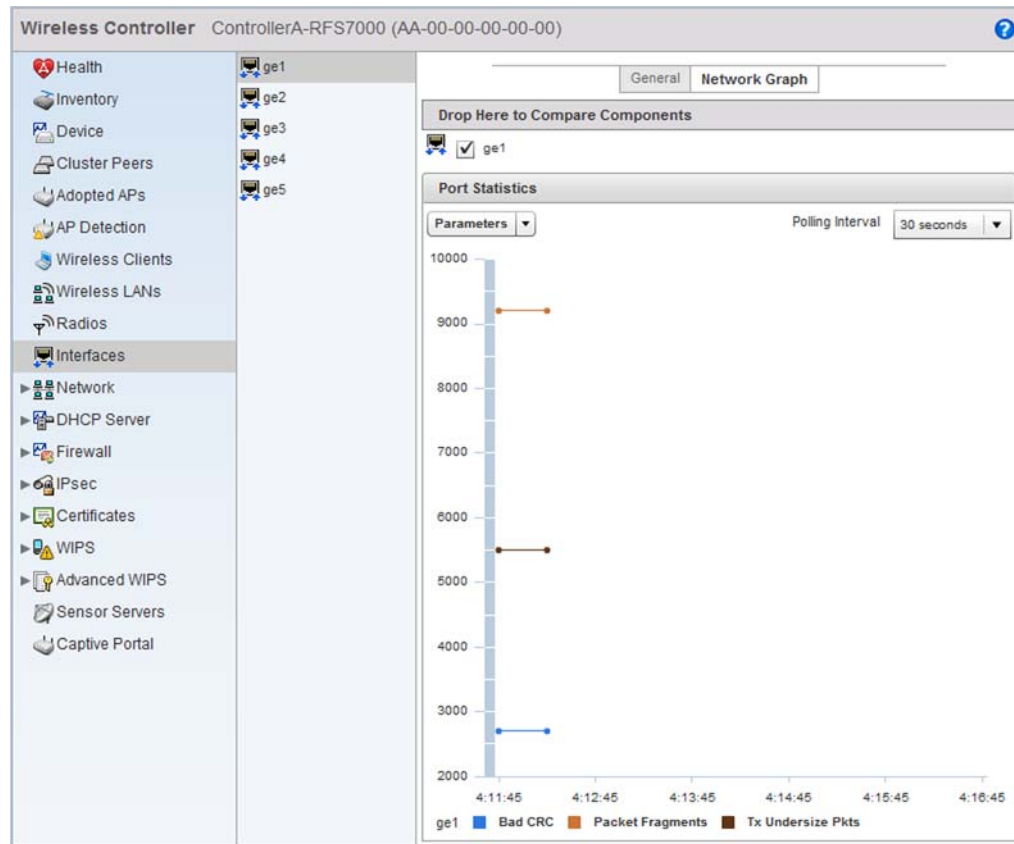 Wireless Controller ControllerA-RFS7000 (AA-00-00-00-00-00)
?
Health
Inventory
Device
Cluster Peers
Adopted APs
AP Detection
Wireless Clients
Wireless LANs
Radios
Interfaces
Network
DHCP Server
Firewall
IPsec
Certificates
WIPS
Advanced WIPS
Sensor Servers
Captive Portal
ge1
ge2
ge3
ge4
ge5
General Network Graph
Drop Here to Compare Components
ge1
Port Statistics
Parameters Polling Interval 30 seconds
10000
9000
8000
7000
6000
5000
4000
3000
2000
4:11:45 4:12:45 4:13:45 4:14:45 4:15:45 4:16:45
ge1 Bad CRC Packet Fragments Tx Undersize Pkts